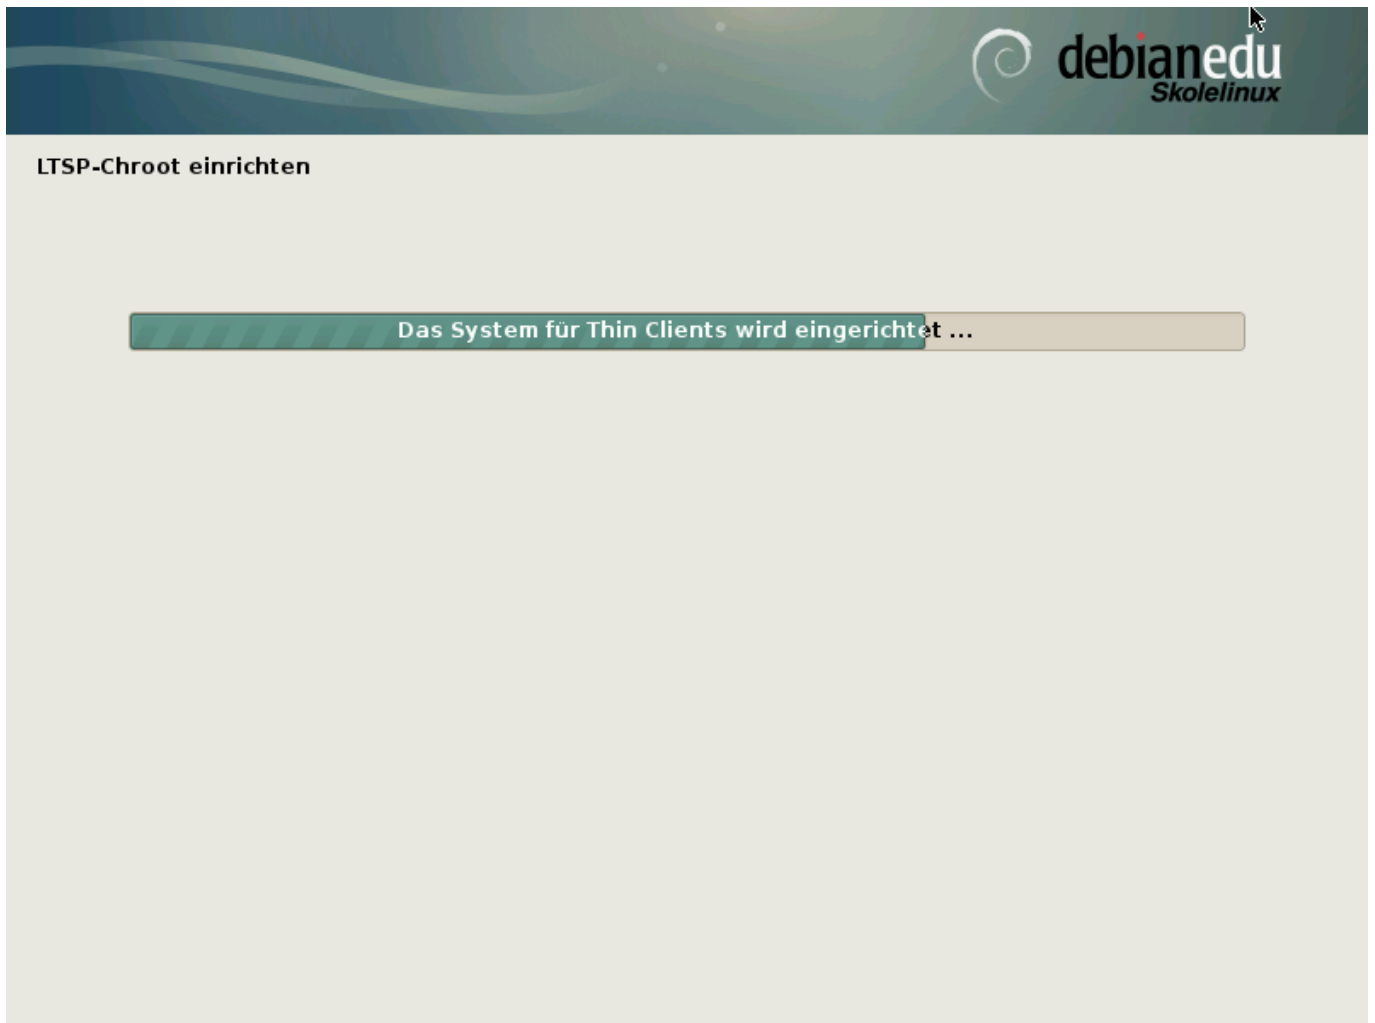 debianedu
Skolelinux
LTSP-Chroot einrichten
Das System für Thin Clients wird eingerichtet ...